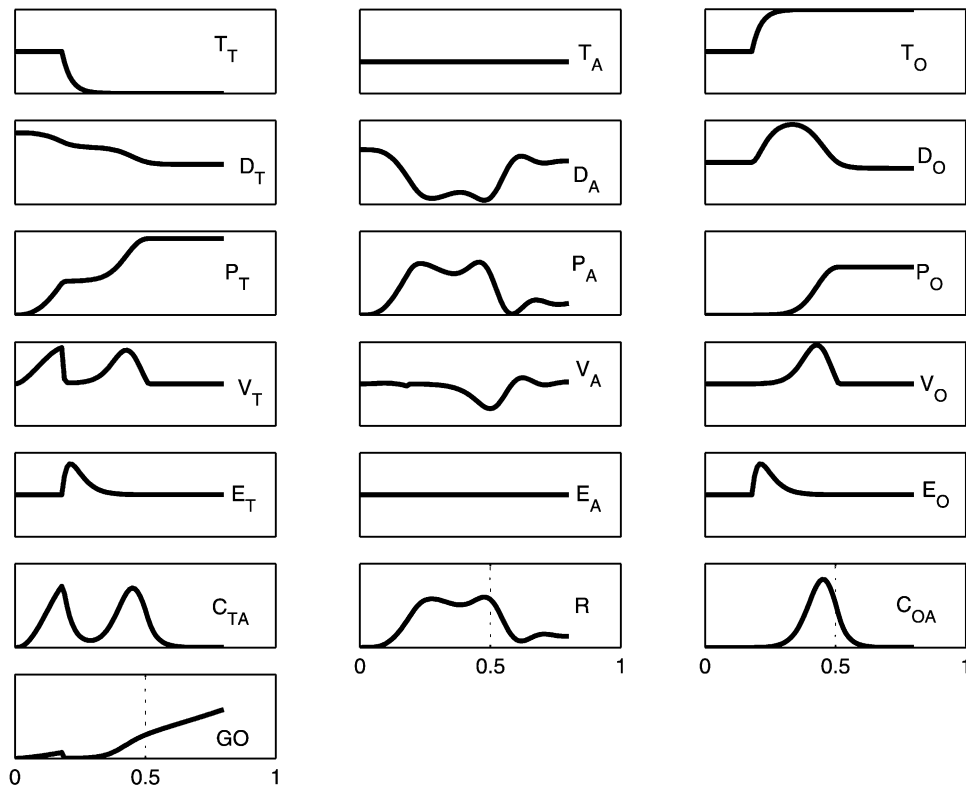 T_T
T_A
T_O
D_T
D_A
D_O
P_T
P_A
P_O
V_T
V_A
V_O
E_T
E_A
E_O
C_TA
R
C_OA
0 0.5 1
0 0.5 1
GO
0 0.5 1